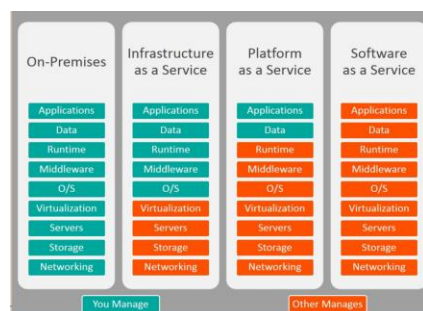 On-Premises
Applications
Data
Runtime
Middleware
O/S
Virtualization
Servers
Storage
Networking
Infrastructure
as a Service
Applications
Data
Runtime
Middleware
O/S
Virtualization
Servers
Storage
Networking
Platform
as a Service
Applications
Data
Runtime
Middleware
O/S
Virtualization
Servers
Storage
Networking
Software
as a Service
Applications
Data
Runtime
Middleware
O/S
Virtualization
Servers
Storage
Networking
You Manage
Other Manages